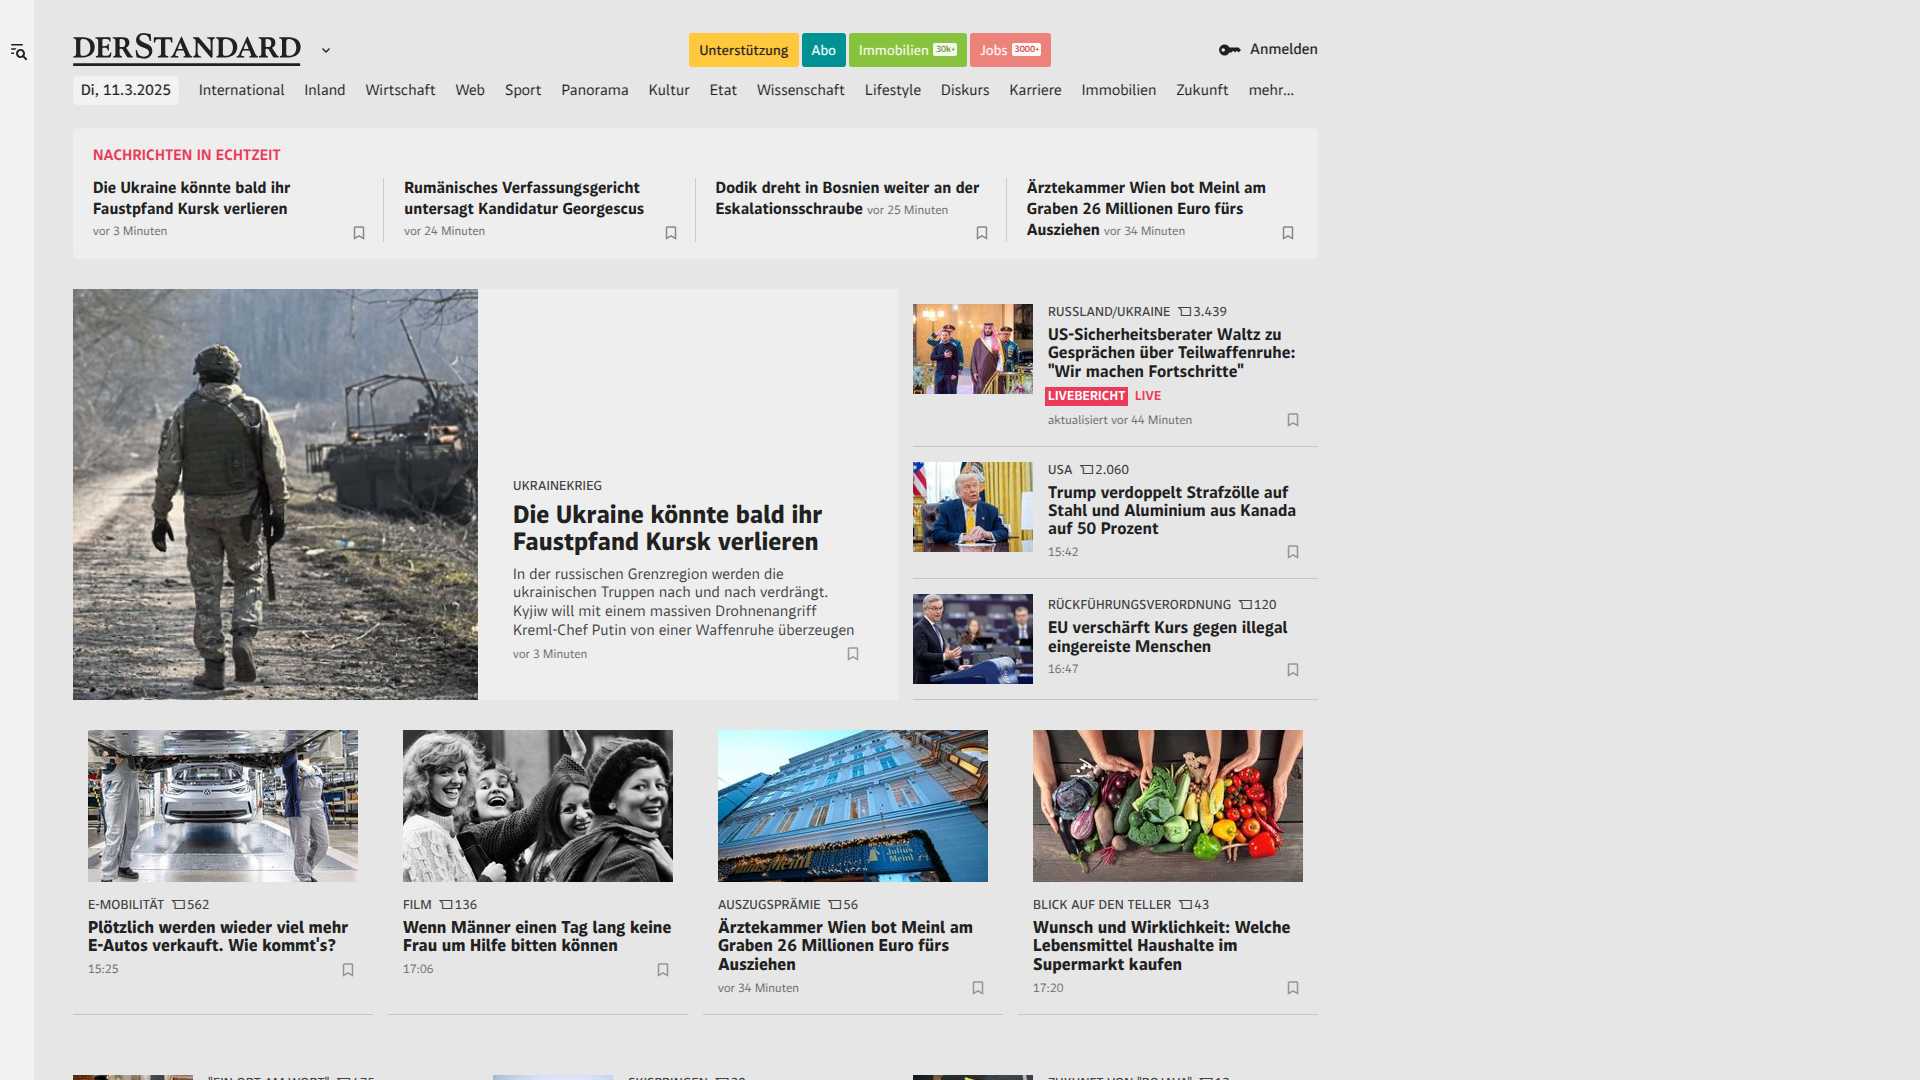 DERSTANDARD
Unterstützung
Abo
Immobilien 30k+
Jobs 3000+
Anmelden
Di, 11.3.2025
International
Inland
Wirtschaft
Web
Sport
Panorama
Kultur
Etat
Wissenschaft
Lifestyle
Diskurs
Karriere
Immobilien
Zukunft
mehr...
NACHRICHTEN IN ECHTZEIT
Die Ukraine könnte bald ihr
Faustpfand Kursk verlieren
vor 3 Minuten
Rumänisches Verfassungsgericht
untersagt Kandidatur Georgescus
vor 24 Minuten
Dodik dreht in Bosnien weiter an der
Eskalationsschraube vor 25 Minuten
Ärztekammer Wien bot Meinl am
Graben 26 Millionen Euro fürs
Ausziehen vor 34 Minuten
UKRAINEKRIEG
Die Ukraine könnte bald ihr
Faustpfand Kursk verlieren
In der russischen Grenzregion werden die
ukrainischen Truppen nach und nach verdrängt.
Kyjiw will mit einem massiven Drohnenangriff
Kreml-Chef Putin von einer Waffenruhe überzeugen
vor 3 Minuten
RUSSLAND/UKRAINE 3.439
US-Sicherheitsberater Waltz zu
Gesprächen über Teilwaffenruhe:
"Wir machen Fortschritte"
LIVEBERICHT LIVE
aktualisiert vor 44 Minuten
USA 2.060
Trump verdoppelt Strafzölle auf
Stahl und Aluminium aus Kanada
auf 50 Prozent
15:42
RÜCKFÜHRUNGSVERORDNUNG 120
EU verschärft Kurs gegen illegal
eingereiste Menschen
16:47
E-MOBILITÄT 562
Plötzlich werden wieder viel mehr
E-Autos verkauft. Wie kommt's?
15:25
FILM 136
Wenn Männer einen Tag lang keine
Frau um Hilfe bitten können
17:06
Julius
Meinl
AUSZUGSPRÄMIE 56
Ärztekammer Wien bot Meinl am
Graben 26 Millionen Euro fürs
Ausziehen
vor 34 Minuten
BLICK AUF DEN TELLER 43
Wunsch und Wirklichkeit: Welche
Lebensmittel Haushalte im
Supermarkt kaufen
17:20